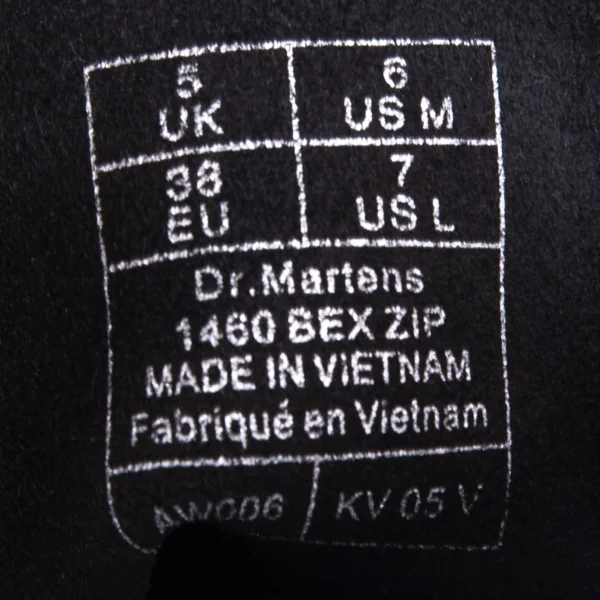 5 UK
6 US M
38 EU
7 US L
Dr.Martens
1460 BEX ZIP
MADE IN VIETNAM
Fabriqué en Vietnam
AW006
KV 05 V